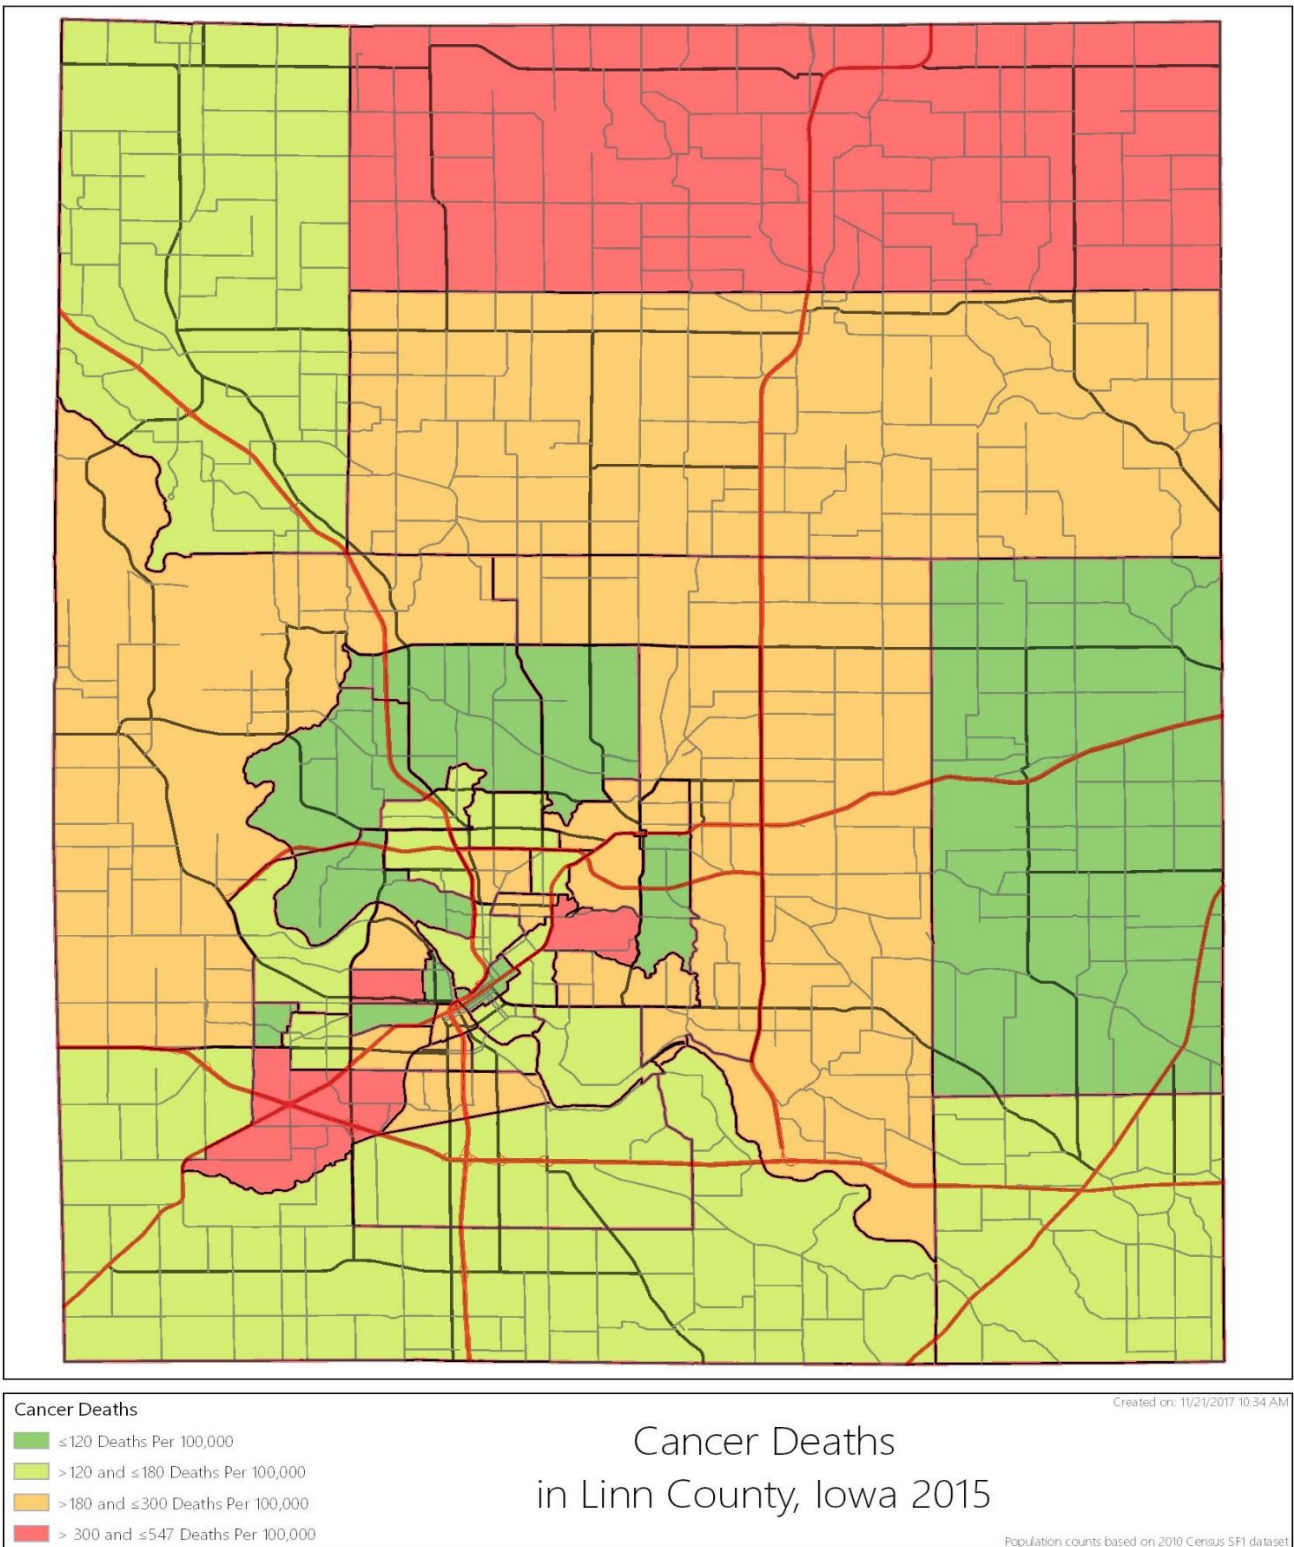 Cancer Deaths
≤120 Deaths Per 100,000
>120 and ≤180 Deaths Per 100,000
>180 and ≤300 Deaths Per 100,000
> 300 and ≤547 Deaths Per 100,000
Cancer Deaths
in Linn County, Iowa 2015
Created on: 11/21/2017 10:34 AM
Population counts based on 2010 Census SF1 dataset